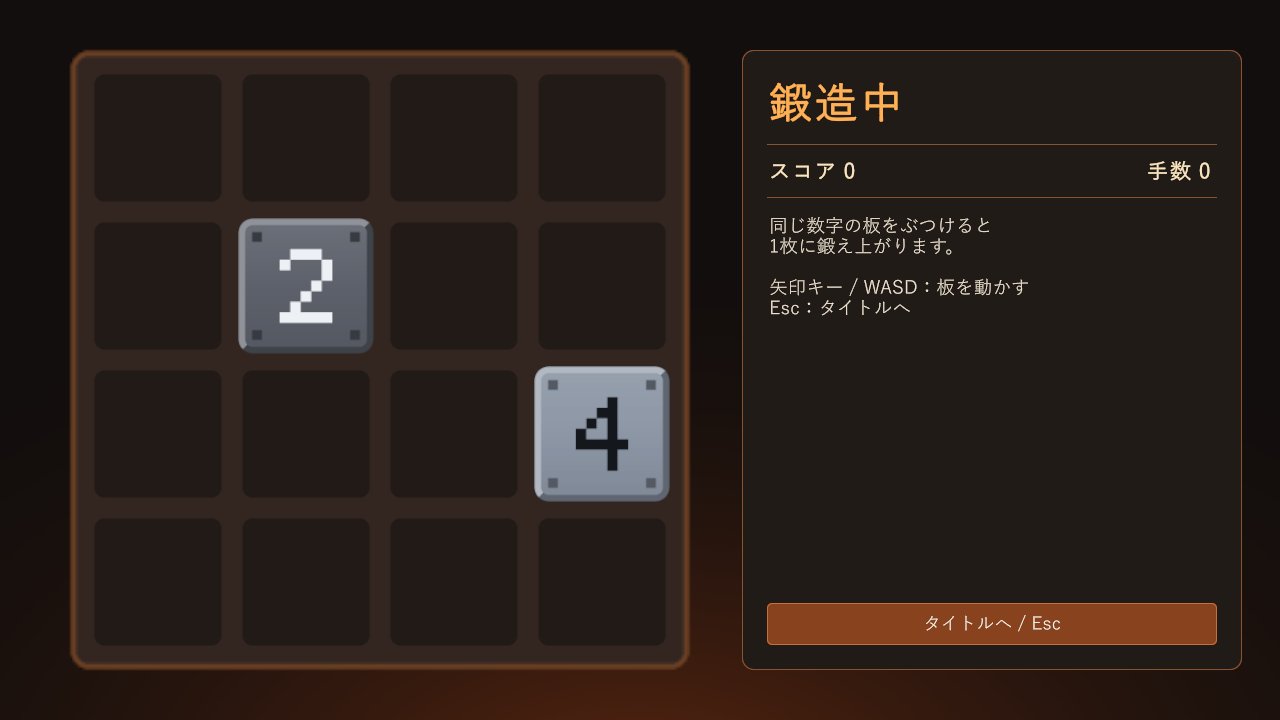 2
4
鍛造中
スコア 0
手数 0
同じ数字の板をぶつけると
1枚に鍛え上がります。
矢印キー / WASD：板を動かす
Esc：タイトルへ
タイトルへ / Esc